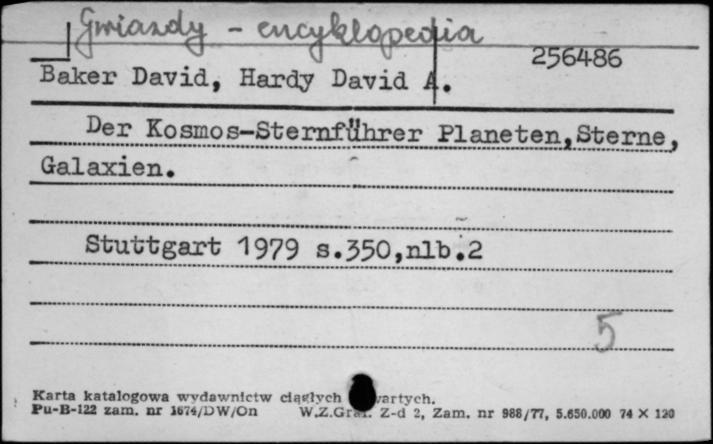 Gwiazdy - encyklopedia
256486
Baker David, Hardy David A.
Der Kosmos-Sternführer Planeten,Sterne,
Galaxien.
Stuttgart 1979 s.350,nlb.2
5
Karta katalogowa wydawnictw ciągłych
Pu-B-122 zam. nr 1674/DW/On W.Z.Graf. Z-d 2, Zam. nr 988/77, 5.650.000 74 X 120